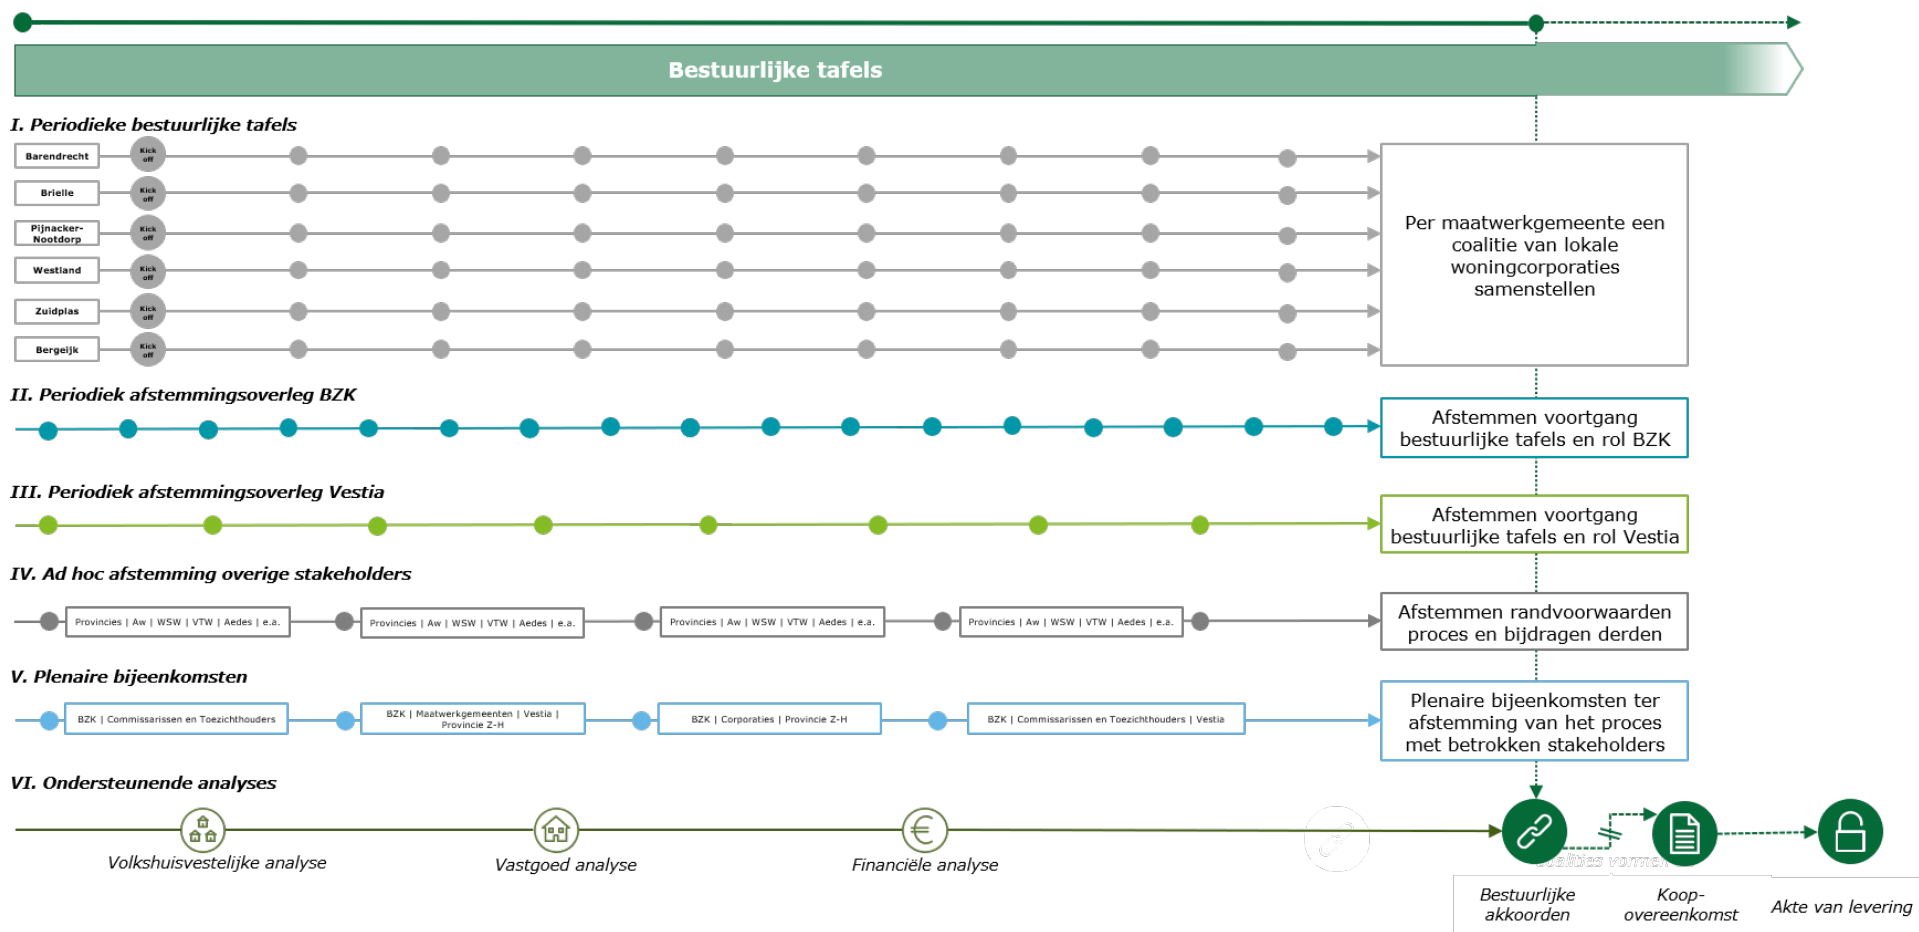 Bestuurlijke tafels
I. Periodieke bestuurlijke tafels
Barendrecht
Kick
off
Brielle
Kick
off
Pijnacker-
Nootdorp
Kick
off
Westland
Kick
off
Zuidplas
Kick
off
Bergeijk
Kick
off
Per maatwerkgemeente een
coalitie van lokale
woningcorporaties
samenstellen
II. Periodiek afstemmingsoverleg BZK
Afstemmen voortgang
bestuurlijke tafels en rol BZK
III. Periodiek afstemmingsoverleg Vestia
Afstemmen voortgang
bestuurlijke tafels en rol Vestia
IV. Ad hoc afstemming overige stakeholders
Provincies | Aw | WSW | VTW | Aedes | e.a.
Provincies | Aw | WSW | VTW | Aedes | e.a.
Provincies | Aw | WSW | VTW | Aedes | e.a.
Provincies | Aw | WSW | VTW | Aedes | e.a.
Afstemmen randvoorwaarden
proces en bijdragen derden
V. Plenaire bijeenkomsten
BZK | Commissarissen en Toezichthouders
BZK | Maatwerkgemeenten | Vestia |
Provincie Z-H
BZK | Corporaties | Provincie Z-H
BZK | Commissarissen en Toezichthouders | Vestia
Plenaire bijeenkomsten ter
afstemming van het proces
met betrokken stakeholders
VI. Ondersteunende analyses
Volkshuisvestelijke analyse
Vastgoed analyse
Financiële analyse
Coalities vormen
Bestuurlijke
akkoorden
Koop-
overeenkomst
Akte van levering